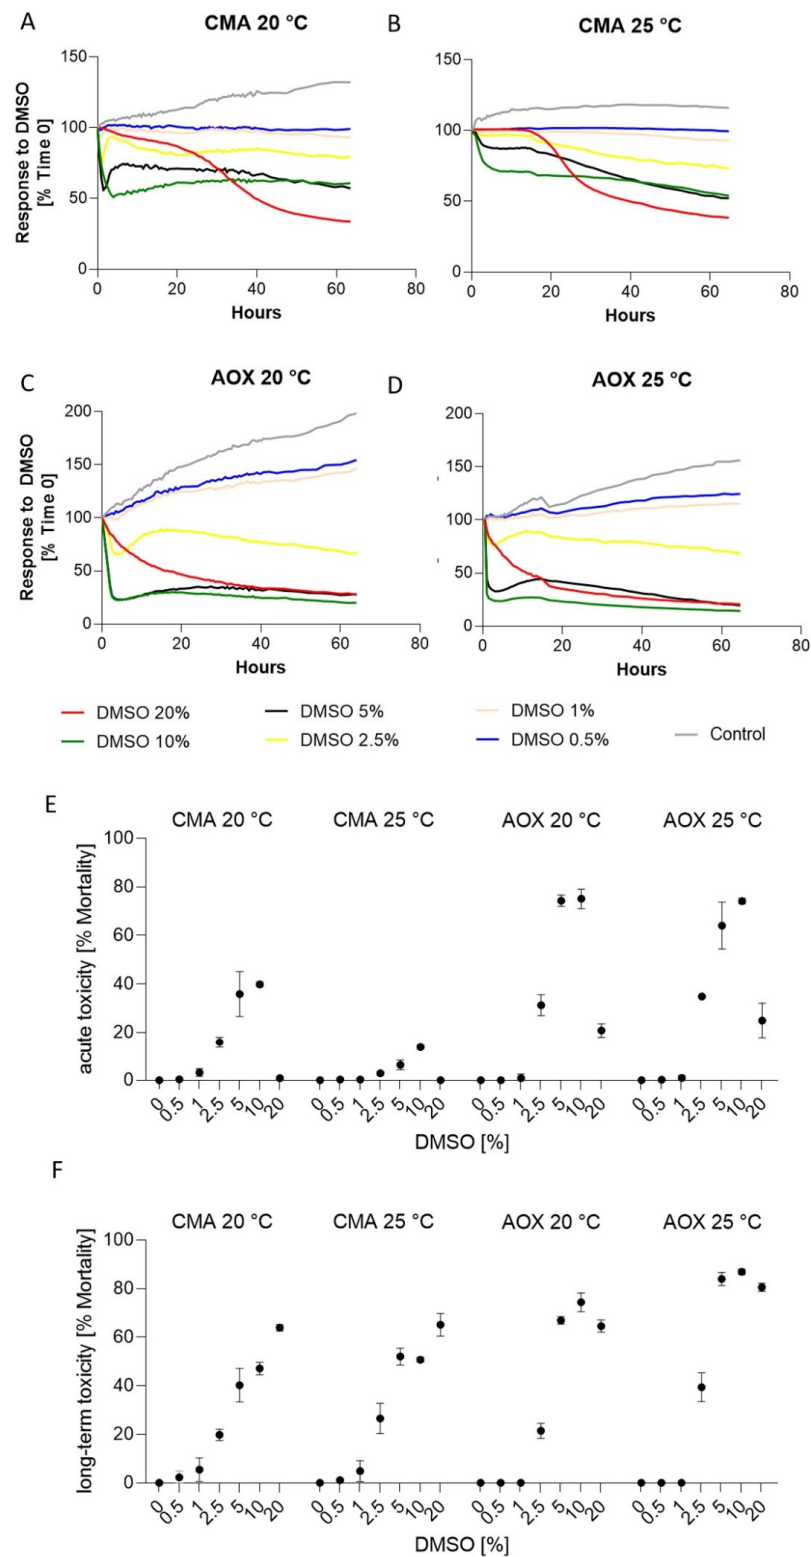 A
CMA 20 °C
B
CMA 25 °C
Response to DMSO
[% Time 0]
150
100
50
0
0 20 40 60 80
Hours
150
100
50
0
0 20 40 60 80
Hours
C
AOX 20 °C
D
AOX 25 °C
Response to DMSO
[% Time 0]
200
150
100
50
0
0 20 40 60 80
Hours
200
150
100
50
0
0 20 40 60 80
Hours
DMSO 20% DMSO 5% DMSO 1%
DMSO 10% DMSO 2.5% DMSO 0.5% Control
E
CMA 20 °C CMA 25 °C AOX 20 °C AOX 25 °C
acute toxicity [% Mortality]
100
80
60
40
20
0
0 0.5 1 2.5 5 10 20 0 0.5 1 2.5 5 10 20 0 0.5 1 2.5 5 10 20 0 0.5 1 2.5 5 10 20
DMSO [%]
F
CMA 20 °C CMA 25 °C AOX 20 °C AOX 25 °C
long-term toxicity [% Mortality]
100
80
60
40
20
0
0 0.5 1 2.5 5 10 20 0 0.5 1 2.5 5 10 20 0 0.5 1 2.5 5 10 20 0 0.5 1 2.5 5 10 20
DMSO [%]